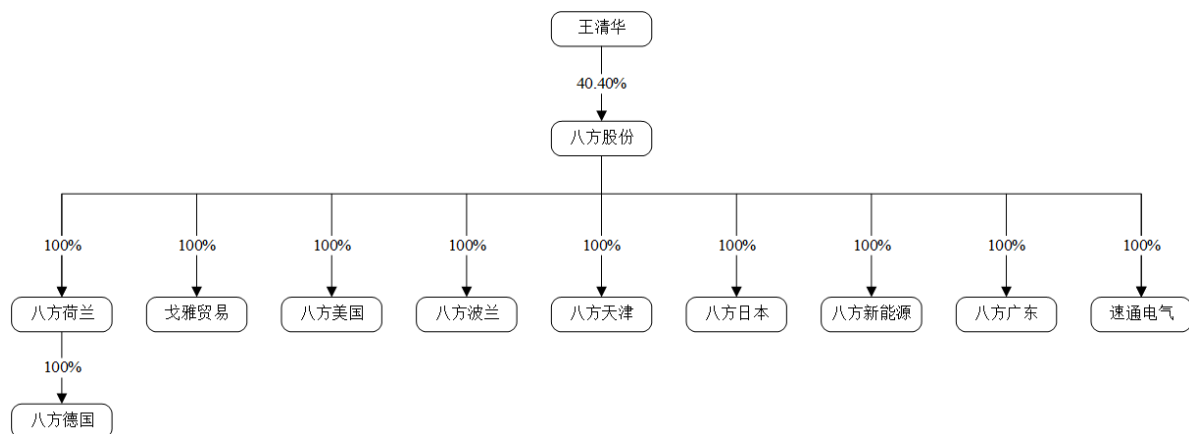 王清华
40.40%
八方股份
100%
100%
100%
100%
100%
100%
100%
100%
100%
八方荷兰
戈雅贸易
八方美国
八方波兰
八方天津
八方日本
八方新能源
八方广东
速通电气
100%
八方德国